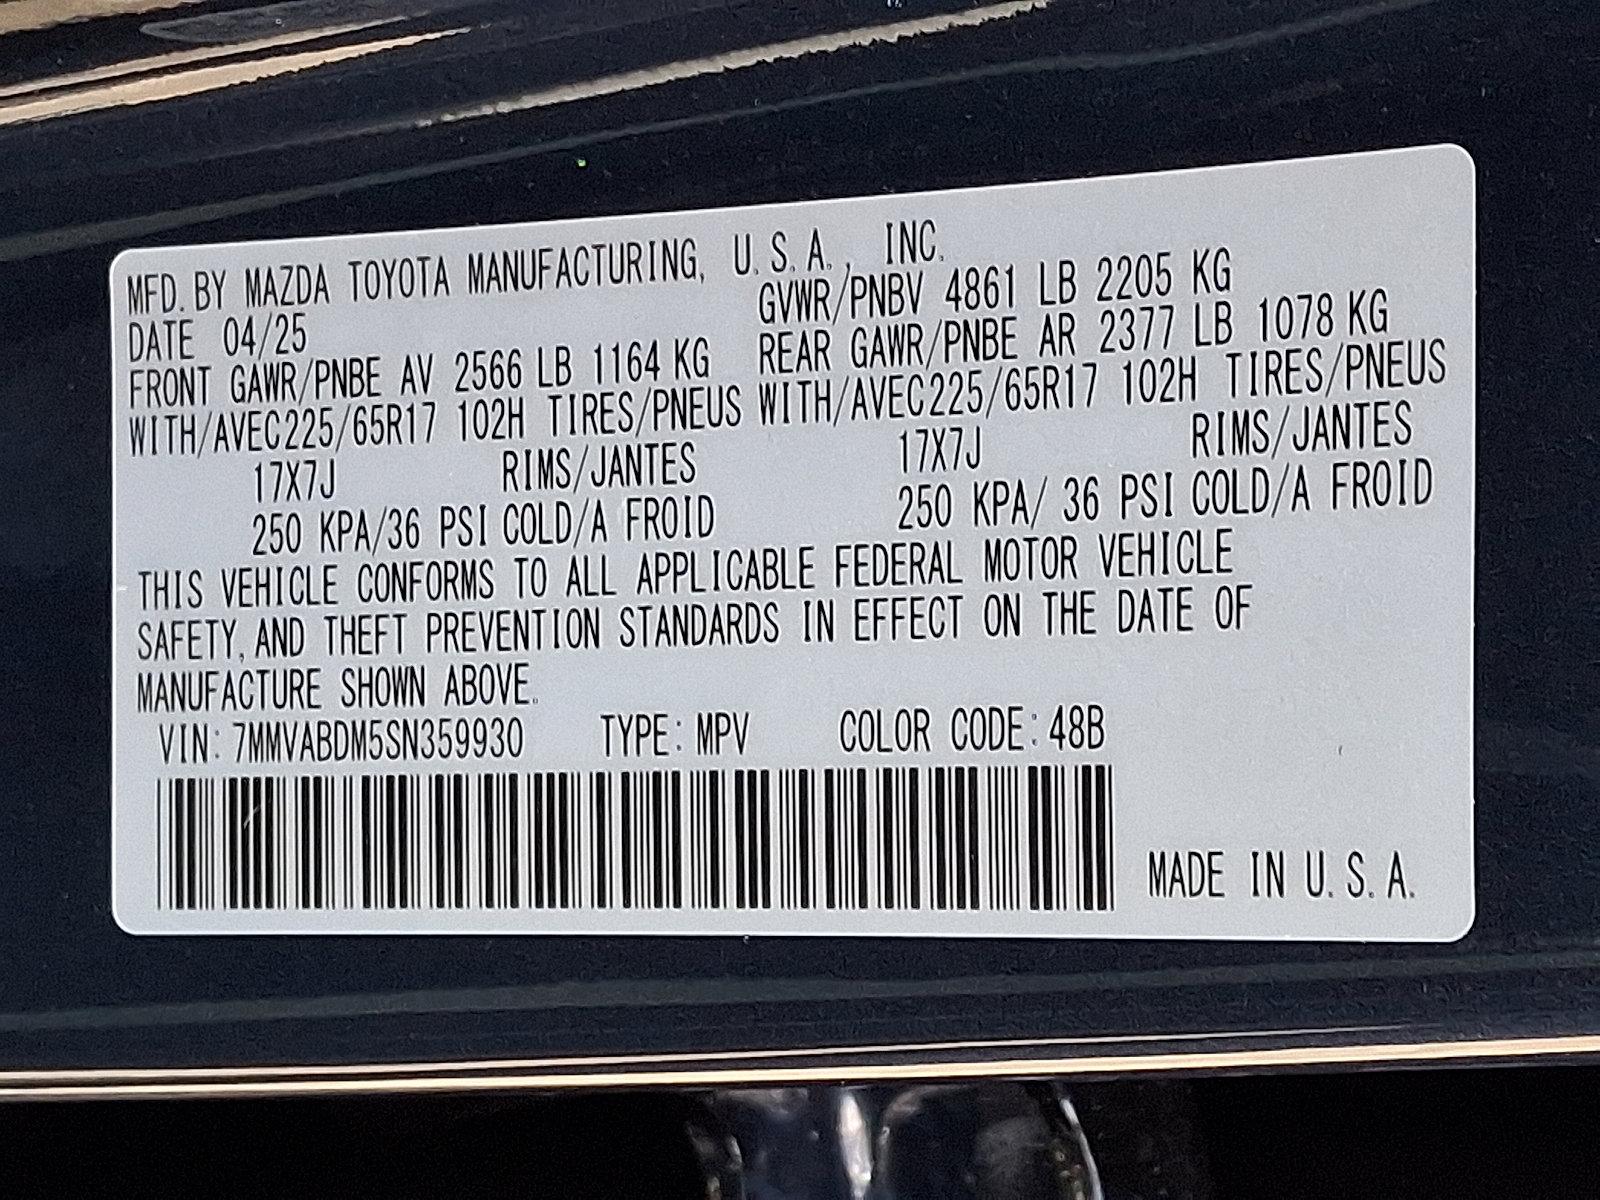 MFD. BY MAZDA TOYOTA MANUFACTURING, U.S.A., INC.
DATE 04/25 GVWR/PNBV 4861 LB 2205 KG
FRONT GAWR/PNBE AV 2566 LB 1164 KG REAR GAWR/PNBE AR 2377 LB 1078 KG
WITH/AVEC225/65R17 102H TIRES/PNEUS WITH/AVEC225/65R17 102H TIRES/PNEUS
17X7J RIMS/JANTES 17X7J RIMS/JANTES
250 KPA/36 PSI COLD/A FROID 250 KPA/ 36 PSI COLD/A FROID
THIS VEHICLE CONFORMS TO ALL APPLICABLE FEDERAL MOTOR VEHICLE
SAFETY, AND THEFT PREVENTION STANDARDS IN EFFECT ON THE DATE OF
MANUFACTURE SHOWN ABOVE.
VIN: 7MMVABDM5SN359930 TYPE: MPV COLOR CODE: 48B
MADE IN U.S.A.